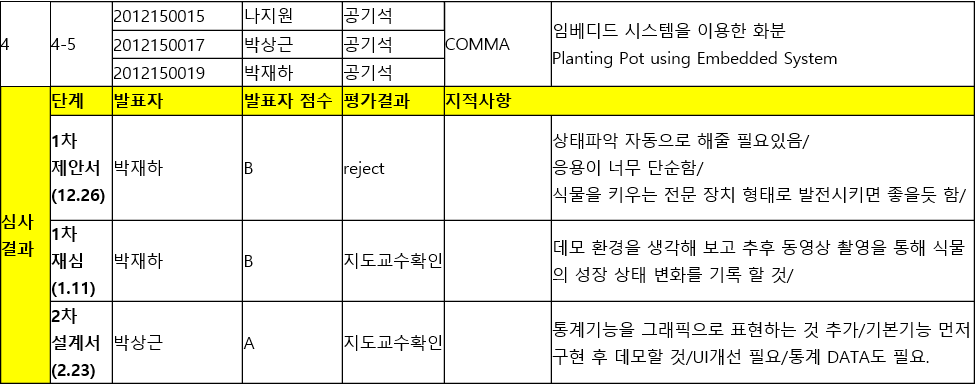 4 4-5 2012150015 나지원 공기석 COMMA 임베디드 시스템을 이용한 화분
2012150017 박상근 공기석 Planting Pot using Embedded System
2012150019 박재하 공기석
심사
결과
단계 발표자 발표자 점수 평가결과 지적사항
1차
제안서
(12.26)
박재하 B reject
상태파악 자동으로 해줄 필요있음/
응용이 너무 단순함/
식물을 키우는 전문 장치 형태로 발전시키면 좋을듯 함/
1차
재심
(1.11)
박재하 B 지도교수확인
데모 환경을 생각해 보고 추후 동영상 촬영을 통해 식물
의 성장 상태 변화를 기록 할 것/
2차
설계서
(2.23)
박상근 A 지도교수확인
통계기능을 그래픽으로 표현하는 것 추가/기본기능 먼저
구현 후 데모할 것/UI개선 필요/통계 DATA도 필요.